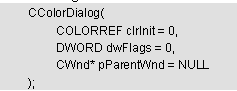 CColorDialog(
COLORREF clrInit = 0,
DWORD dwFlags = 0,
CWnd* pParentWnd = NULL
);